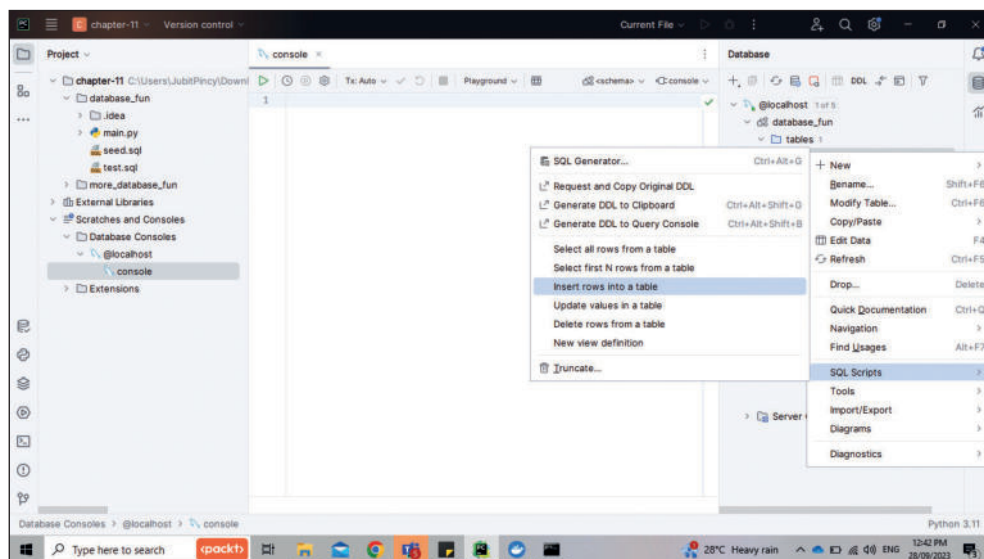 chapter-11
Version control
Current File
Project
chapter-11 C:\Users\JubitPincy\Downl
database_fun
.idea
main.py
seed.sql
test.sql
more_database_fun
External Libraries
Scratches and Consoles
Database Consoles
@localhost
console
Extensions
console
Tx: Auto
Playground
<schema>
console
1
Database
DDL
@localhost 1 of 5
database_fun
tables 1
SQL Generator... Ctrl+Alt+G
Request and Copy Original DDL
Generate DDL to Clipboard Ctrl+Alt+Shift+G
Generate DDL to Query Console Ctrl+Alt+Shift+B
Select all rows from a table
Select first N rows from a table
Insert rows into a table
Update values in a table
Delete rows from a table
New view definition
Truncate...
New
Rename... Shift+F6
Modify Table... Ctrl+F6
Copy/Paste
Edit Data F4
Refresh Ctrl+F5
Drop... Delete
Quick Documentation Ctrl+Q
Navigation
Find Usages Alt+F7
SQL Scripts
Tools
Import/Export
Diagrams
Diagnostics
Server
Database Consoles > @localhost > console
Python 3.11
Type here to search
<packt>
28°C Heavy rain
ENG
12:42 PM
28/09/2023